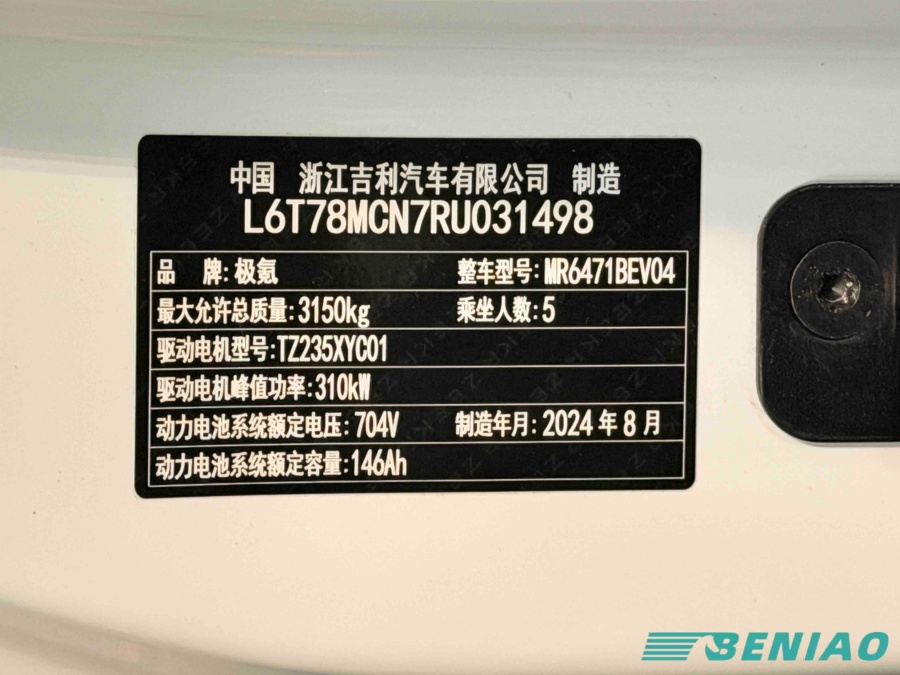 中国 浙江吉利汽车有限公司 制造
L6T78MCN7RU031498
品 牌:极氪 整车型号:MR6471BEV04
最大允许总质量:3150kg 乘坐人数:5
驱动电机型号:TZ235XYC01
驱动电机峰值功率:310kW
动力电池系统额定电压:704V 制造年月:2024年8月
动力电池系统额定容量:146Ah
BENIAO